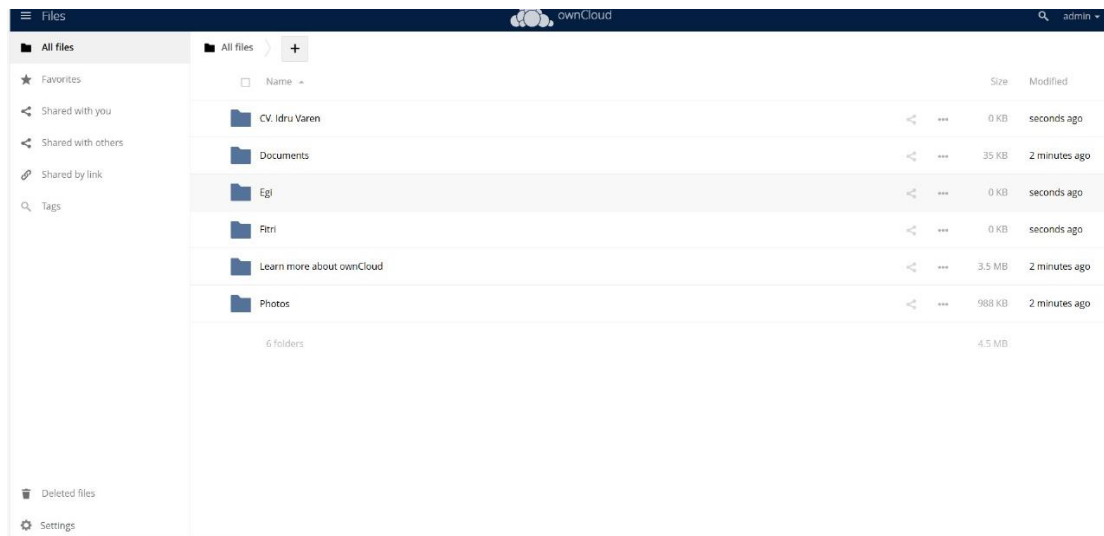 Files
ownCloud
admin
All files
Favorites
Shared with you
Shared with others
Shared by link
Tags
Deleted files
Settings
All files +
Name Size Modified
CV. Idru Varen 0 KB seconds ago
Documents 35 KB 2 minutes ago
Egi 0 KB seconds ago
Fitri 0 KB seconds ago
Learn more about ownCloud 3.5 MB 2 minutes ago
Photos 988 KB 2 minutes ago
6 folders 4.5 MB